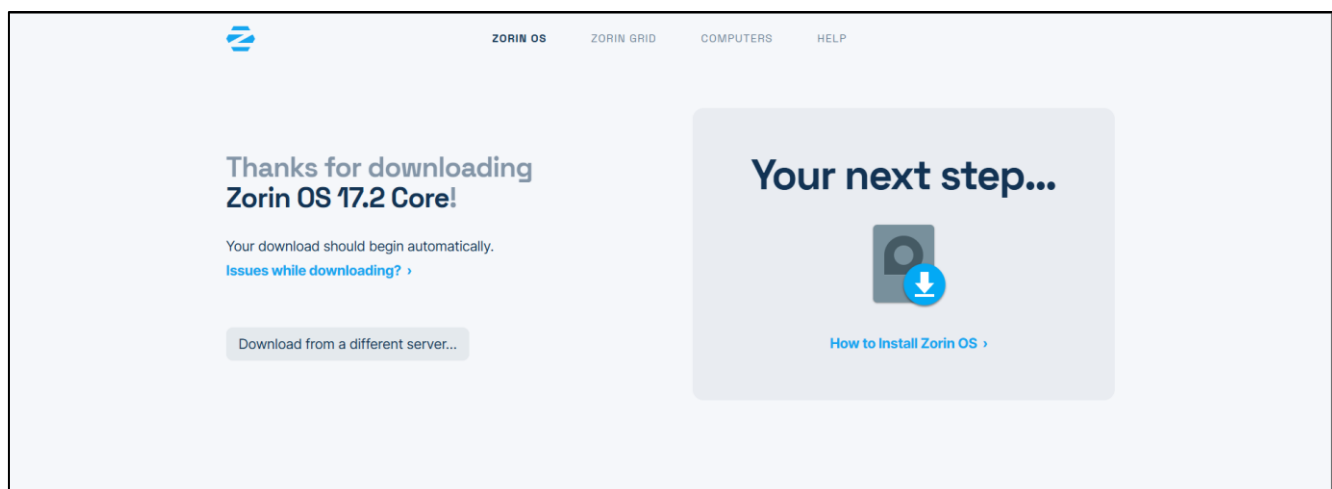 ZORIN OS
ZORIN GRID
COMPUTERS
HELP
Thanks for downloading
Zorin OS 17.2 Core!
Your download should begin automatically.
Issues while downloading? ›
Download from a different server...
Your next step...
How to Install Zorin OS ›